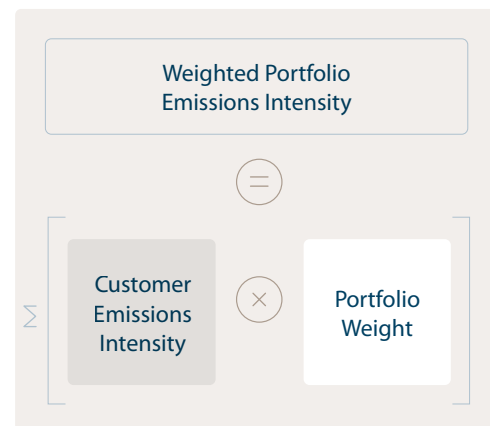 Weighted Portfolio
Emissions Intensity
=
Σ
Customer
Emissions
Intensity
×
Portfolio
Weight